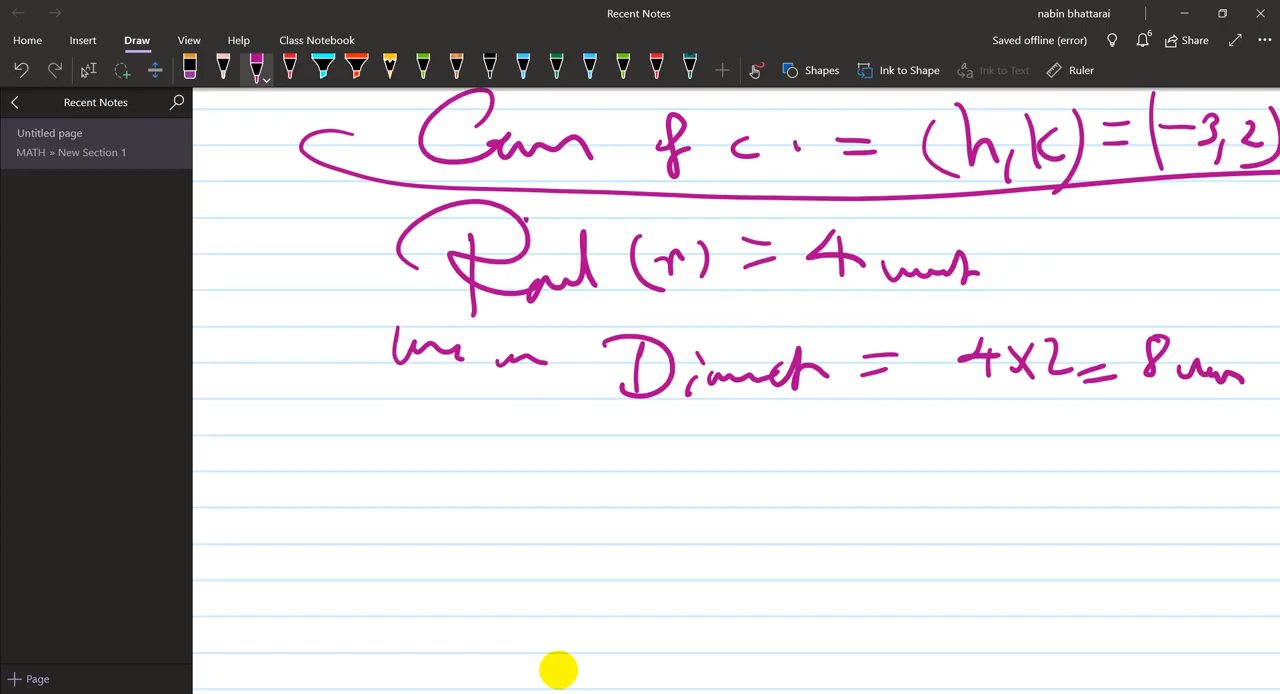 Recent Notes
nabin bhattarai
Home Insert Draw View Help Class Notebook
Saved offline (error) 6 Share
Shapes Ink to Shape Ink to Text Ruler
Recent Notes
Untitled page
MATH » New Section 1
Page
c . = (h, k) = (-3, 2)
(r) = 4
= 4 x 2 = 8